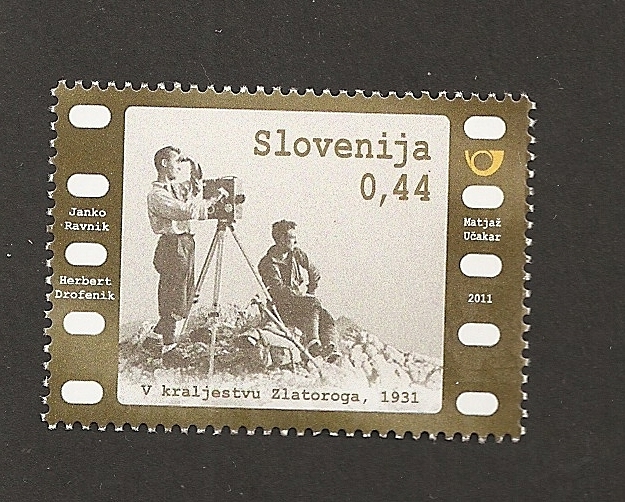 Slovenija
0,44
Janko
Ravnik
Herbert
Drofenik
Matjaž
Učakar
2011
V kraljestvu Zlatoroga, 1931